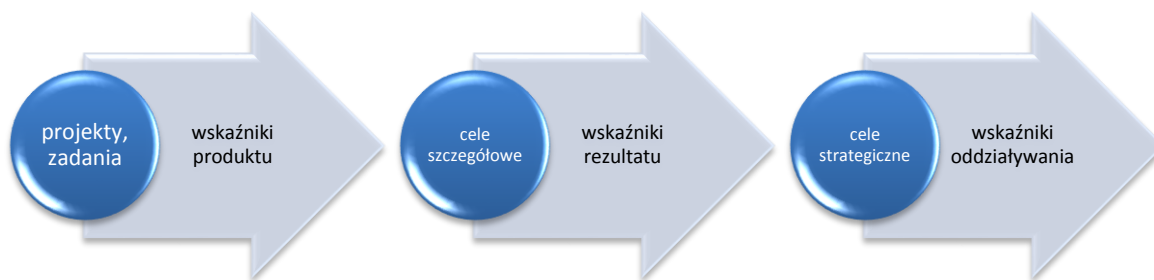 projekty,
zadania
wskaźniki
produktu
cele
szczegółowe
wskaźniki
rezultatu
cele
strategiczne
wskaźniki
oddziaływania